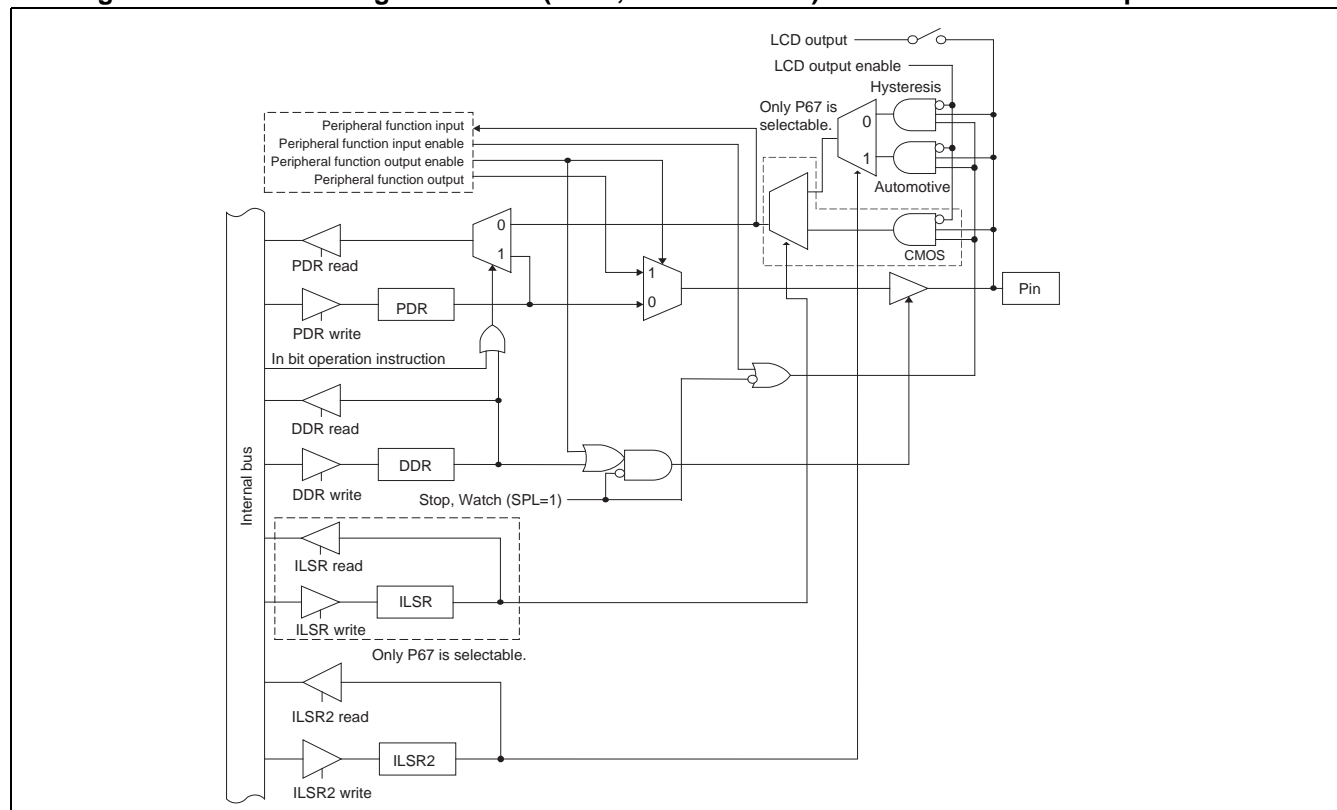 LCD output
LCD output enable
Hysteresis
Only P67 is
selectable.
0
1
Automotive
CMOS
Peripheral function input
Peripheral function input enable
Peripheral function output enable
Peripheral function output
0
1
PDR read
1
0
Pin
PDR
PDR write
In bit operation instruction
DDR read
DDR
DDR write
Stop, Watch (SPL=1)
Internal bus
ILSR read
ILSR
ILSR write
Only P67 is selectable.
ILSR2 read
ILSR2
ILSR2 write